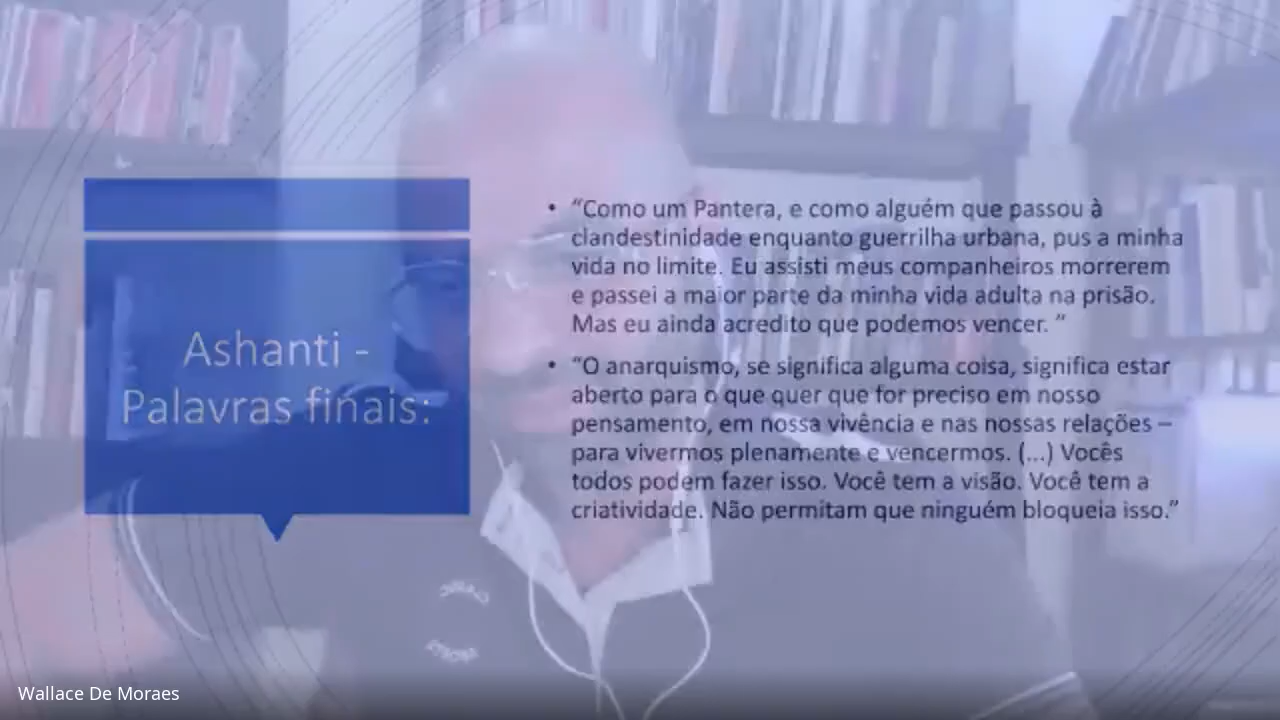 Ashanti -
Palavras finais:
• “Como um Pantera, e como alguém que passou à
clandestinidade enquanto guerrilha urbana, pus a minha
vida no limite. Eu assisti meus companheiros morrerem
e passei a maior parte da minha vida adulta na prisão.
Mas eu ainda acredito que podemos vencer. ”
• “O anarquismo, se significa alguma coisa, significa estar
aberto para o que quer que for preciso em nosso
pensamento, em nossa vivência e nas nossas relações –
para vivermos plenamente e vencermos. (...) Vocês
todos podem fazer isso. Você tem a visão. Você tem a
criatividade. Não permitam que ninguém bloqueia isso.”
Wallace De Moraes